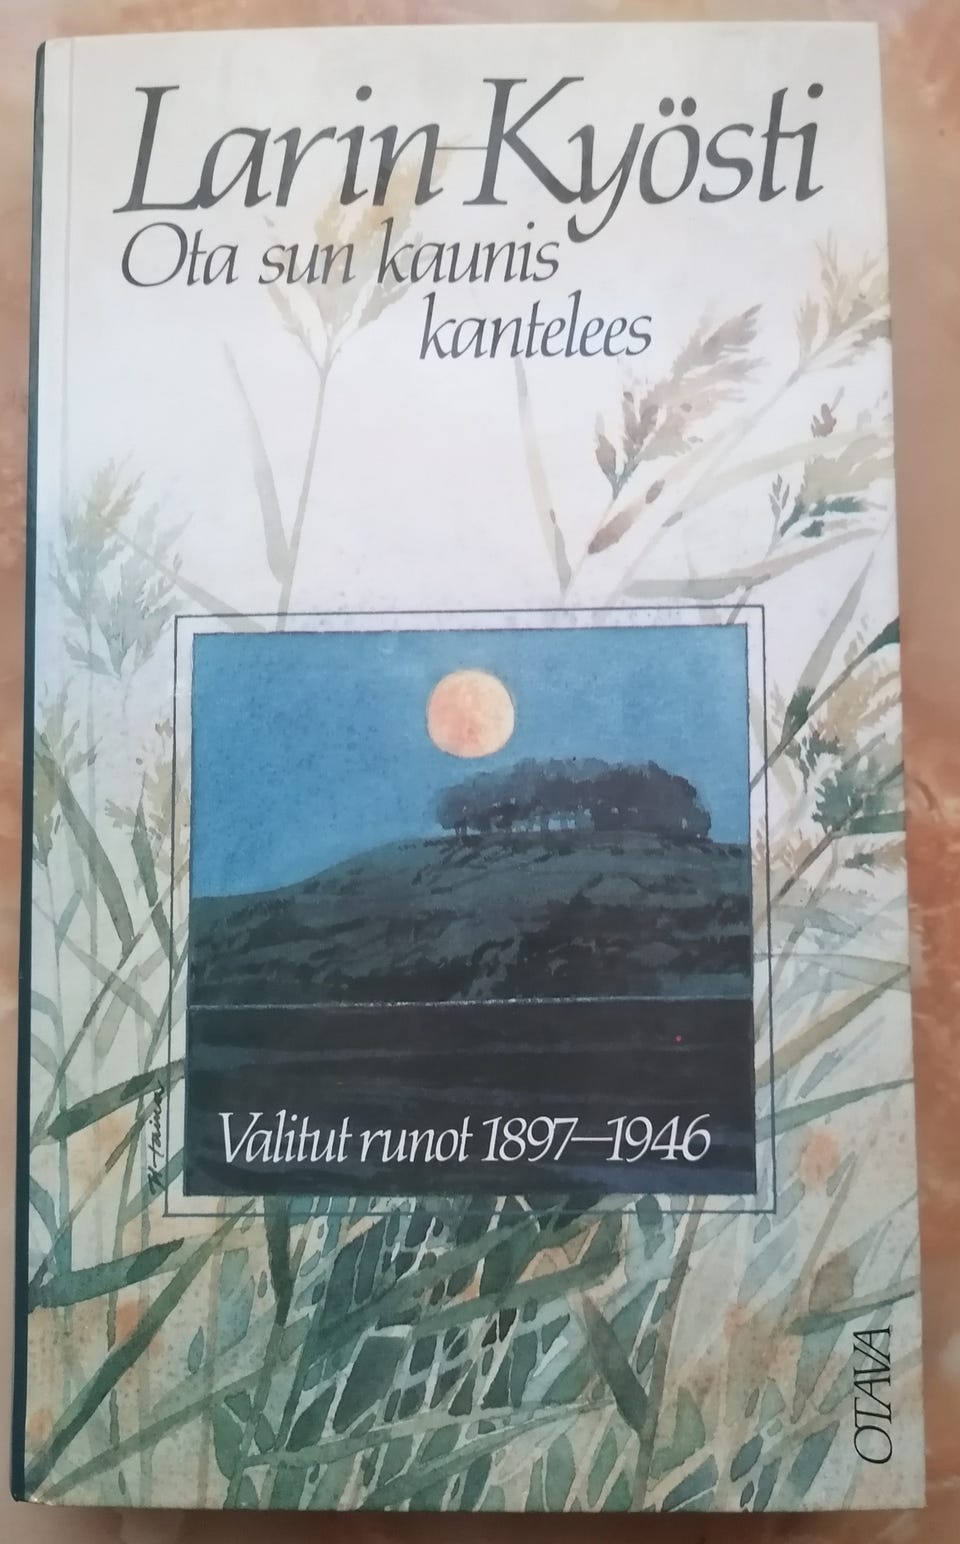 Larin-Kyösti
Ota sun kaunis
kantelees
Valitut runot 1897–1946
OTAVA